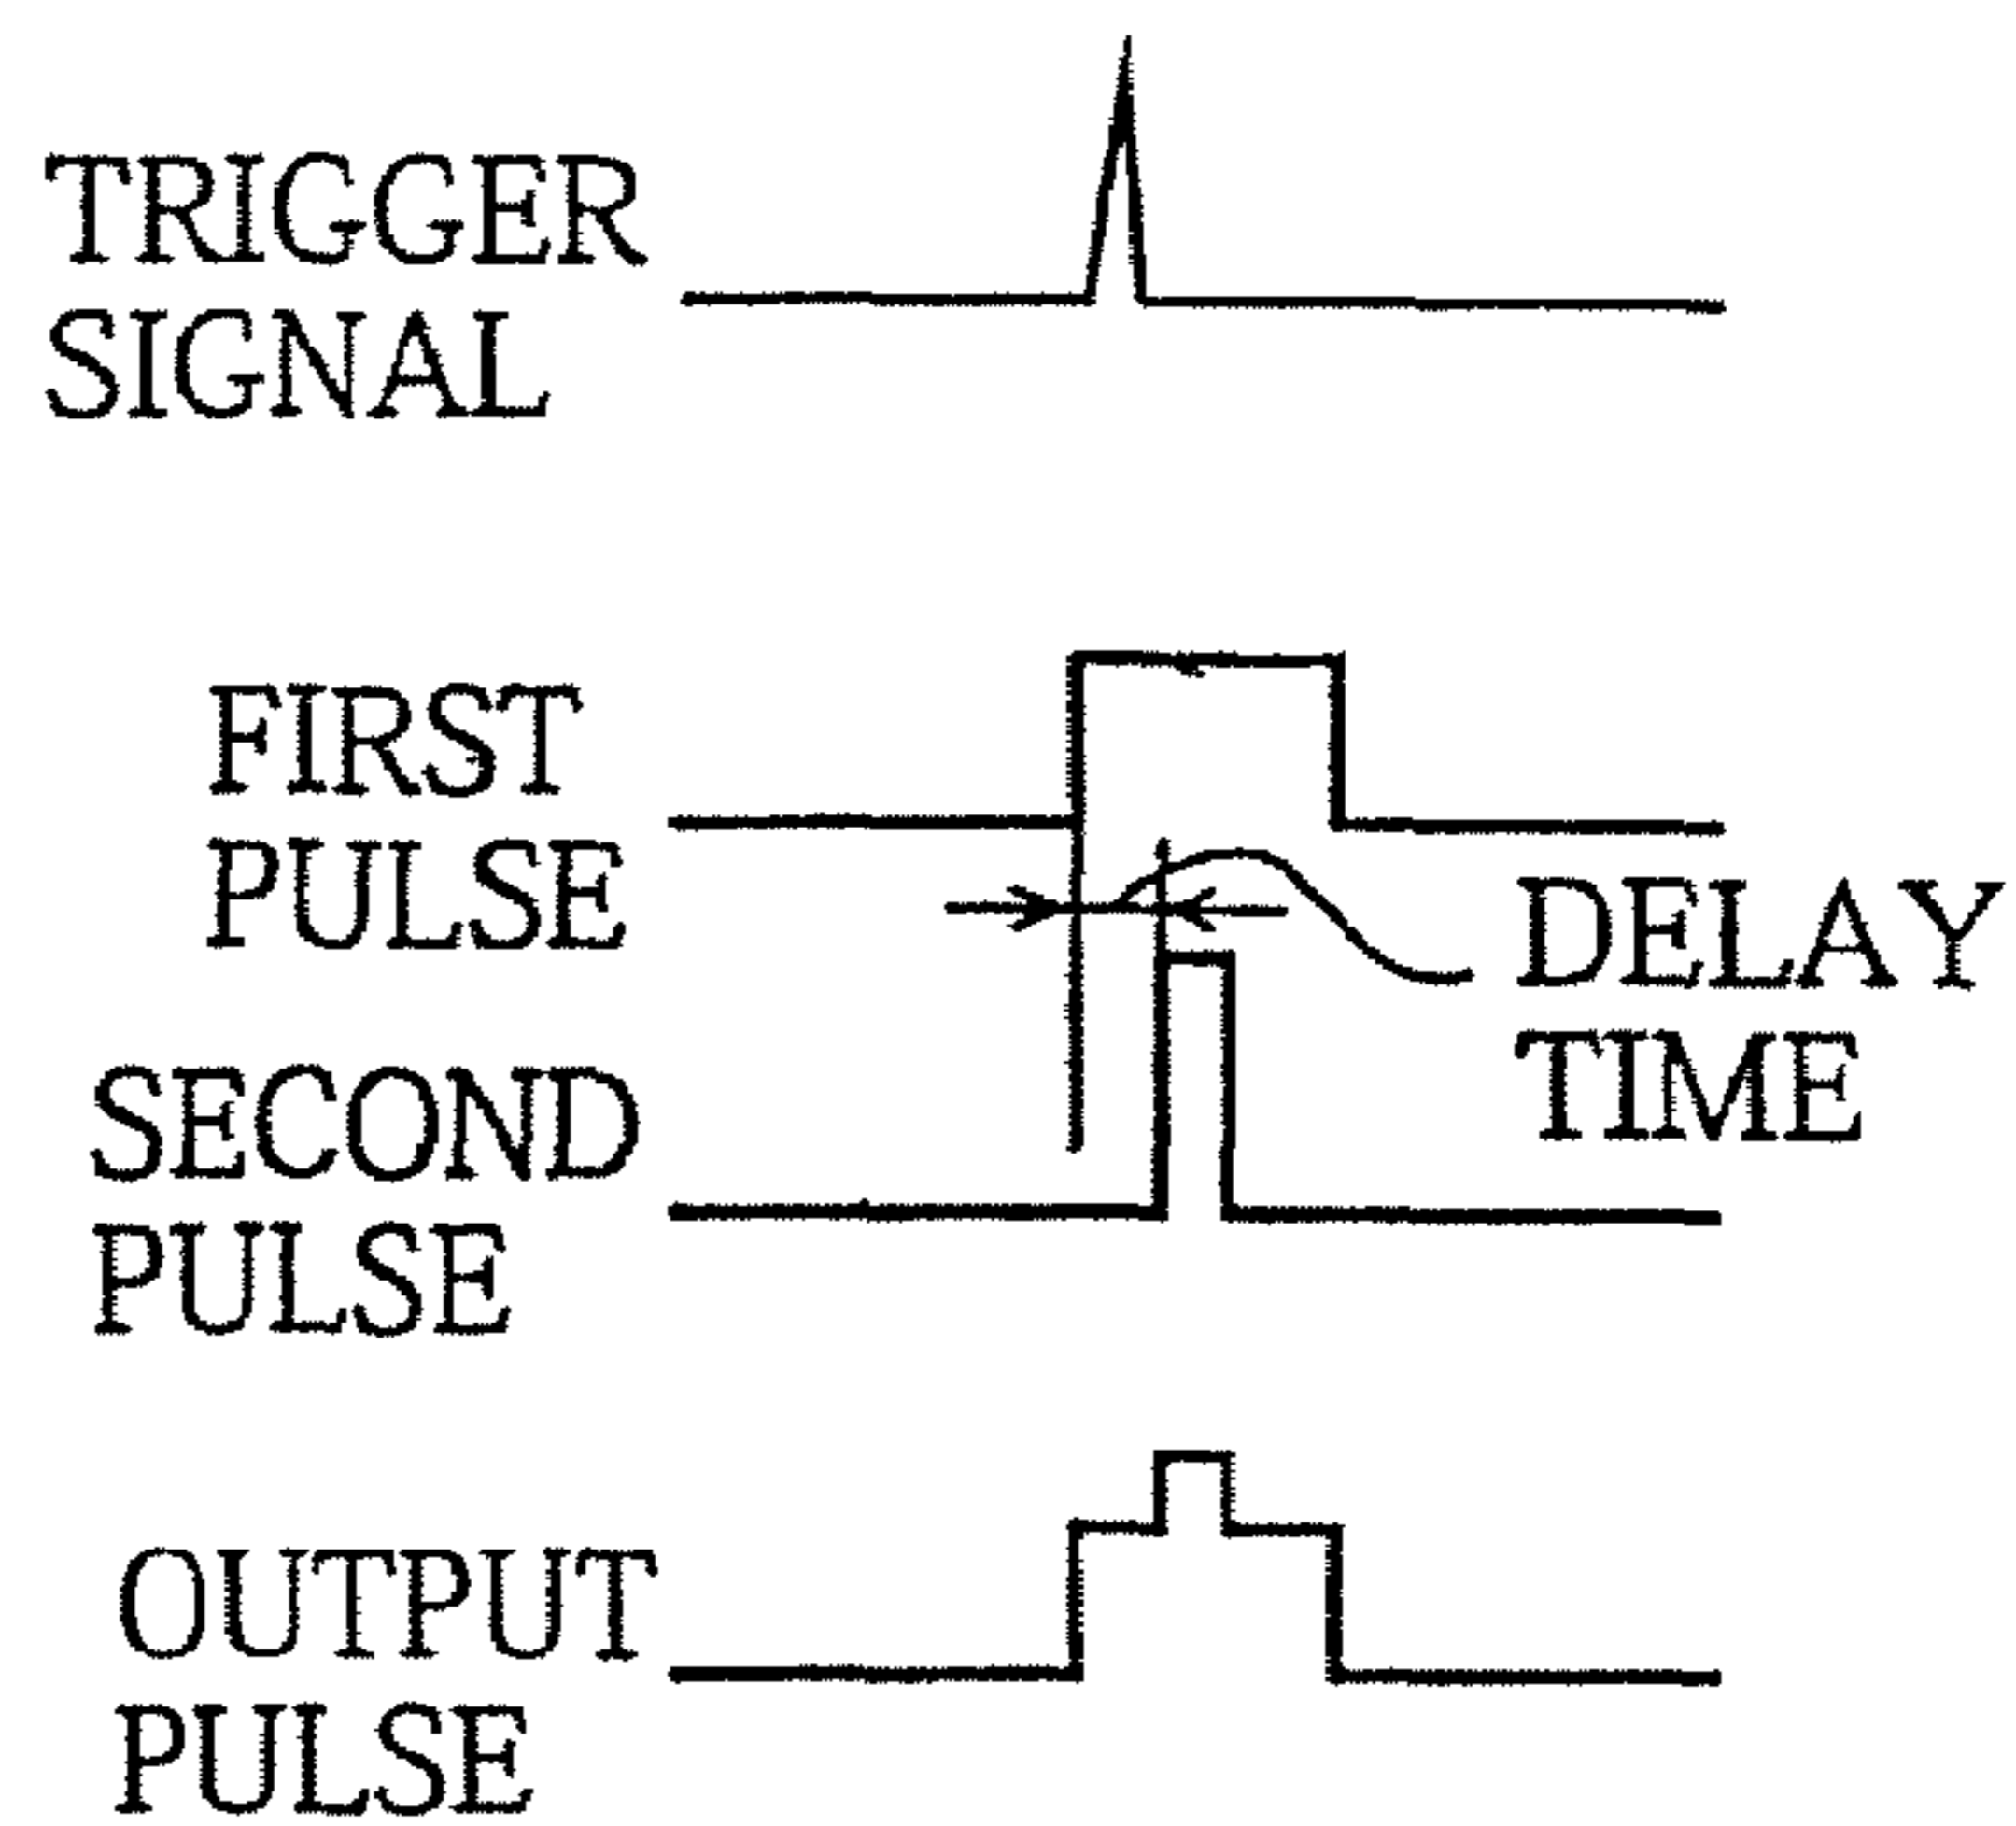 TRIGGER
SIGNAL
FIRST
PULSE
DELAY
TIME
SECOND
PULSE
OUTPUT
PULSE